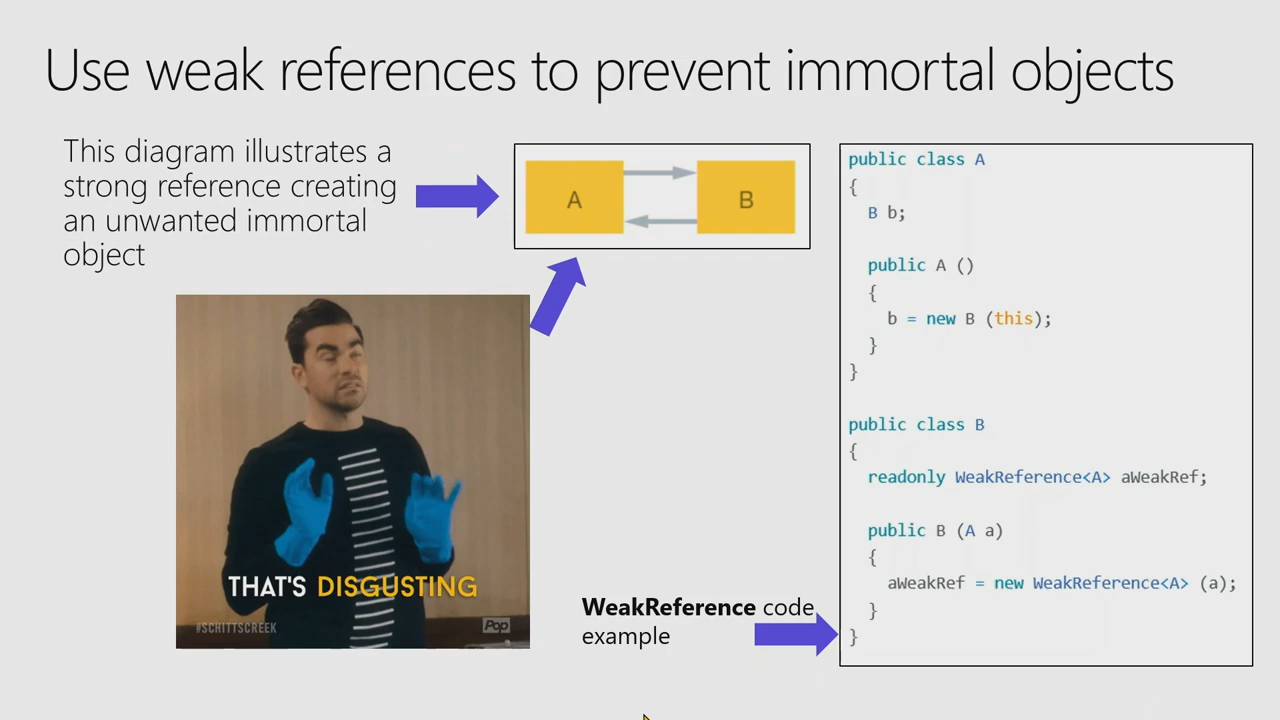 Use weak references to prevent immortal objects
This diagram illustrates a
strong reference creating
an unwanted immortal
object
A
B
THAT'S DISGUSTING
#SCHITTSCREEK
Pop
WeakReference code
example
public class A
{
B b;
public A ()
{
b = new B (this);
}
}
public class B
{
readonly WeakReference<A> aWeakRef;
public B (A a)
{
aWeakRef = new WeakReference<A> (a);
}
}